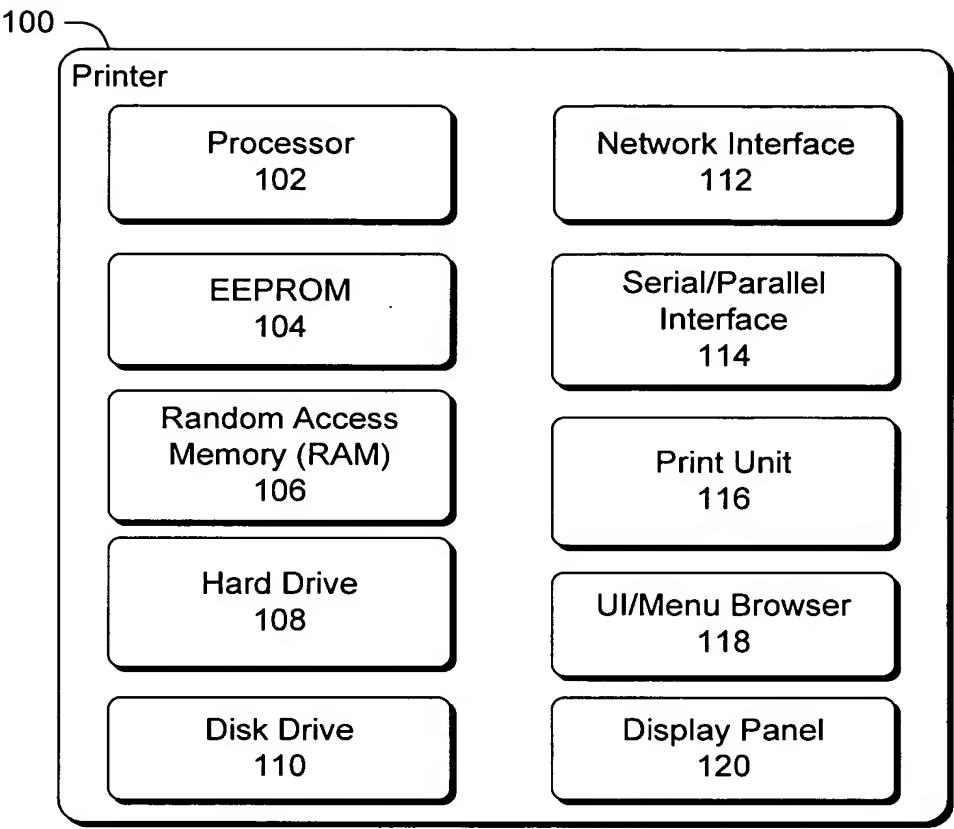 100
Printer
Processor
102
EEPROM
104
Random Access
Memory (RAM)
106
Hard Drive
108
Disk Drive
110
Network Interface
112
Serial/Parallel
Interface
114
Print Unit
116
UI/Menu Browser
118
Display Panel
120